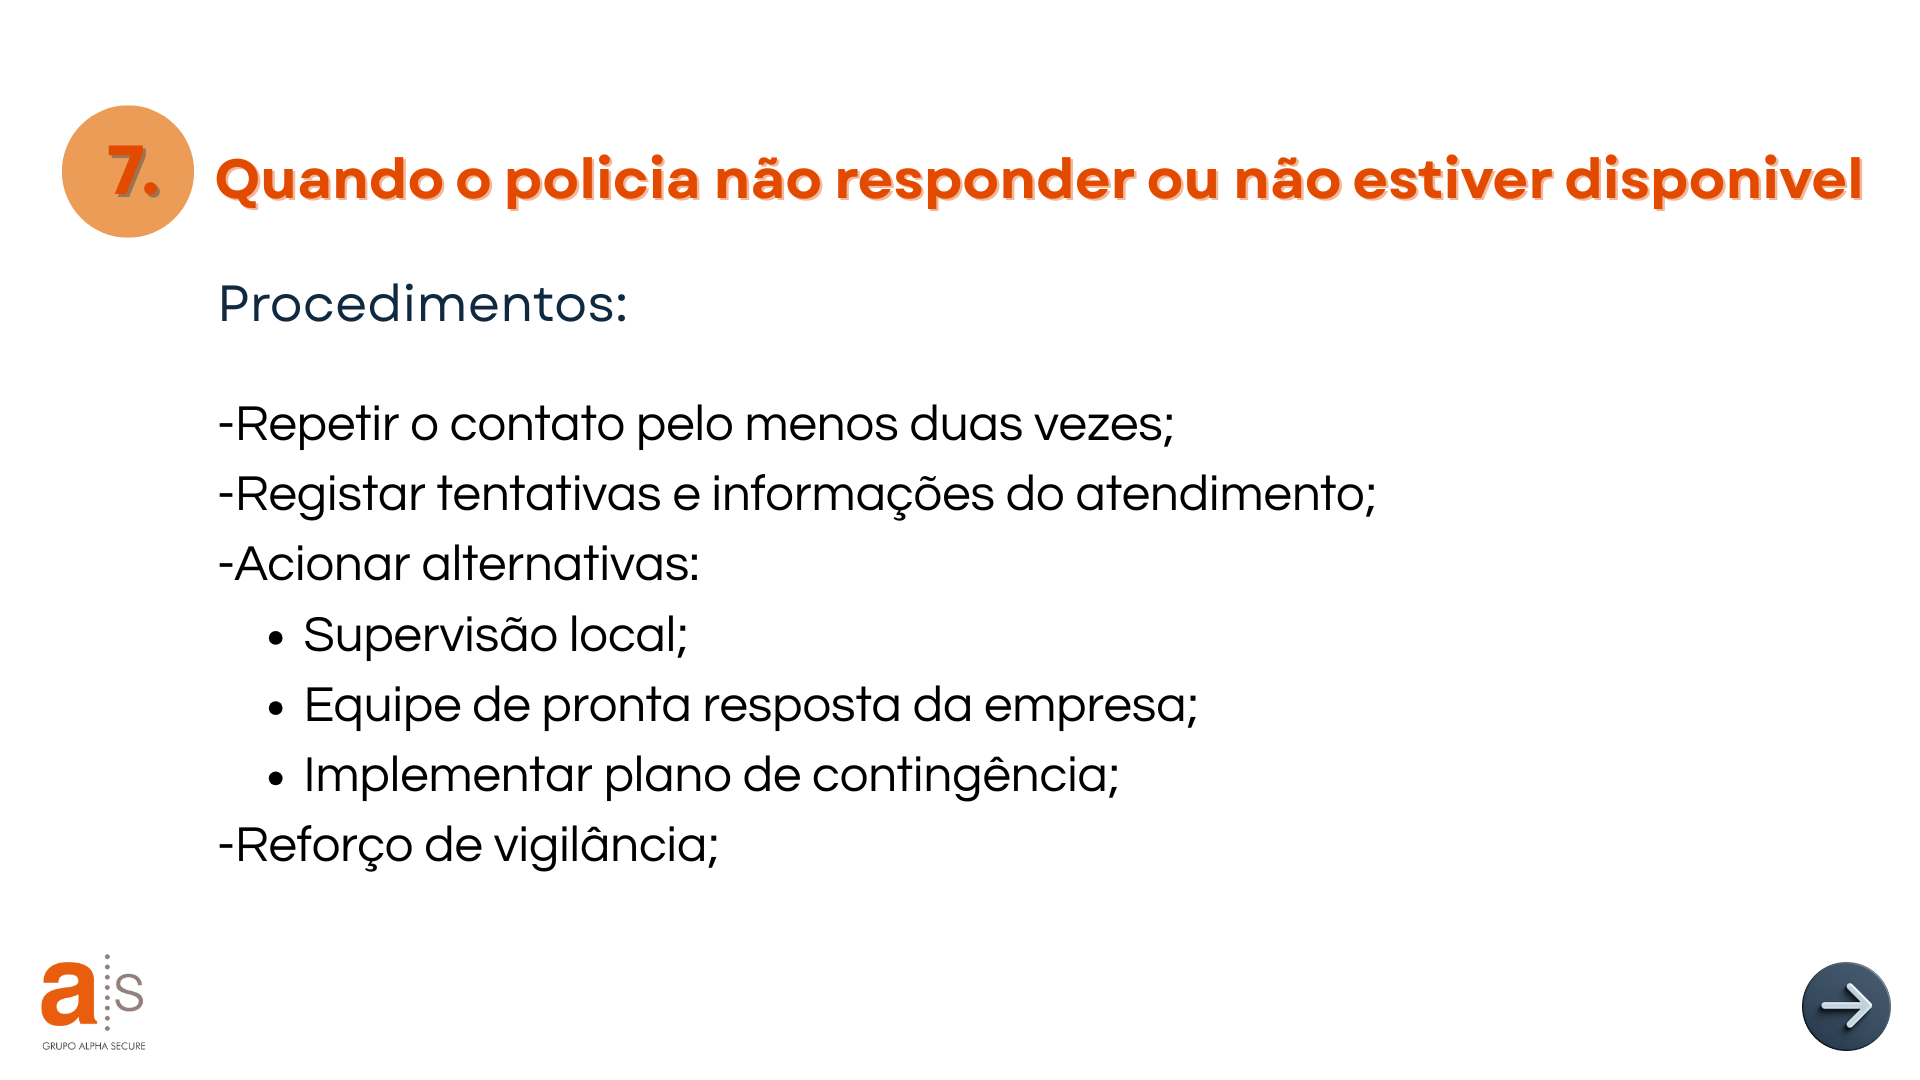 7.
Quando o policia não responder ou não estiver disponivel
Procedimentos:
-Repetir o contato pelo menos duas vezes;
-Registar tentativas e informações do atendimento;
-Acionar alternativas:
• Supervisão local;
• Equipe de pronta resposta da empresa;
• Implementar plano de contingência;
-Reforço de vigilância;
a s
GRUPO ALPHA SECURE